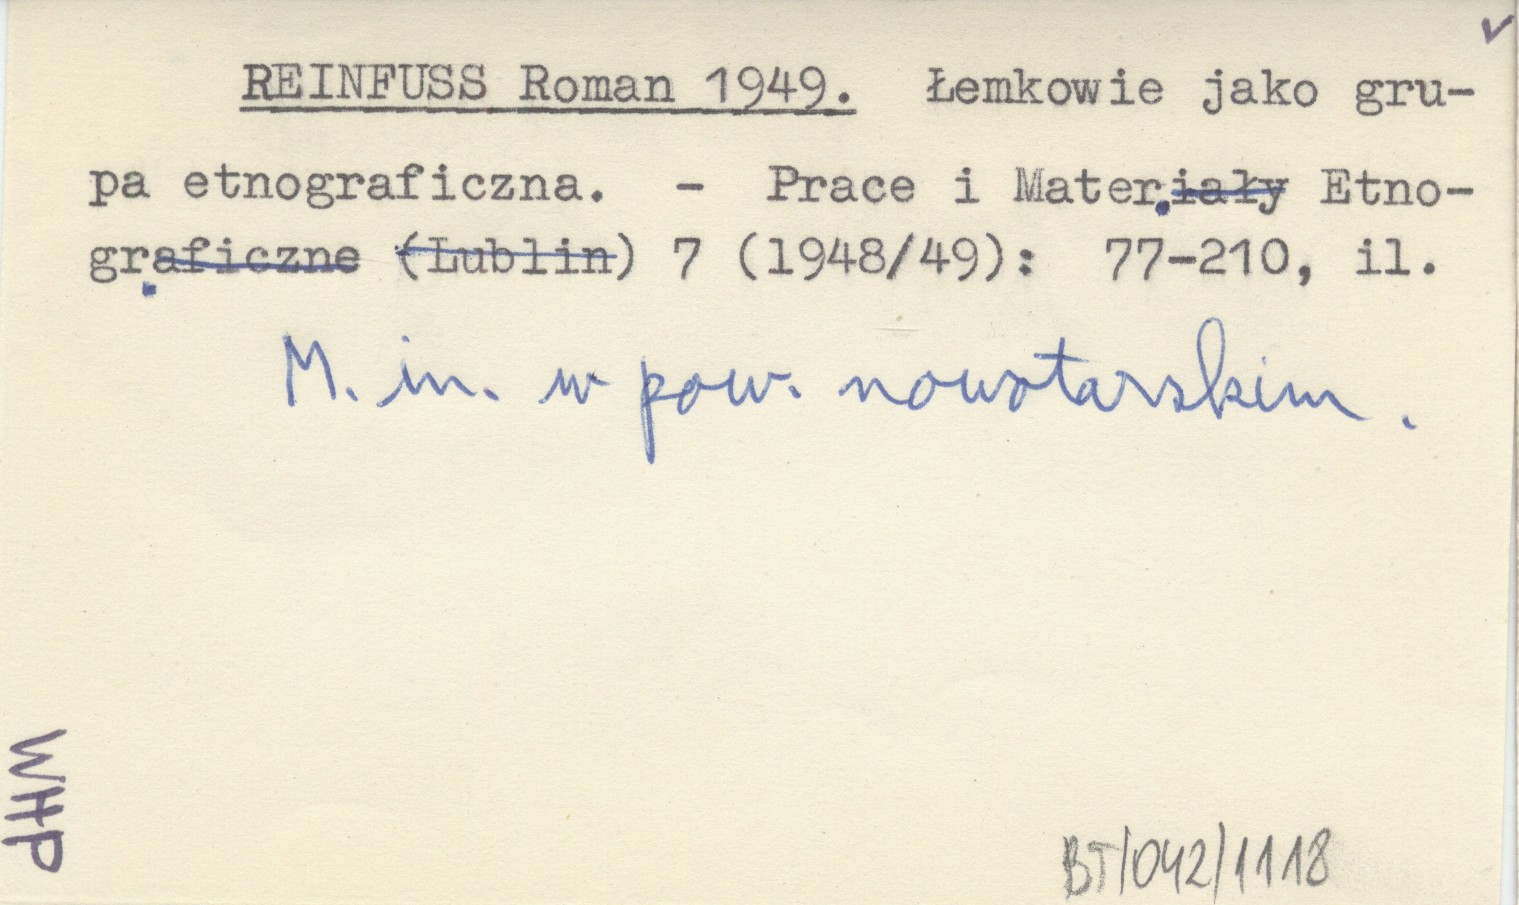 REINFUSS Roman 1949. Łemkowie jako gru-
pa etnograficzna. - Prace i Materiały Etno-
graficzne (Lublin) 7 (1948/49): 77-210, il.
M. in. w pow. nowotarskim.
WHP
BT/042/1118